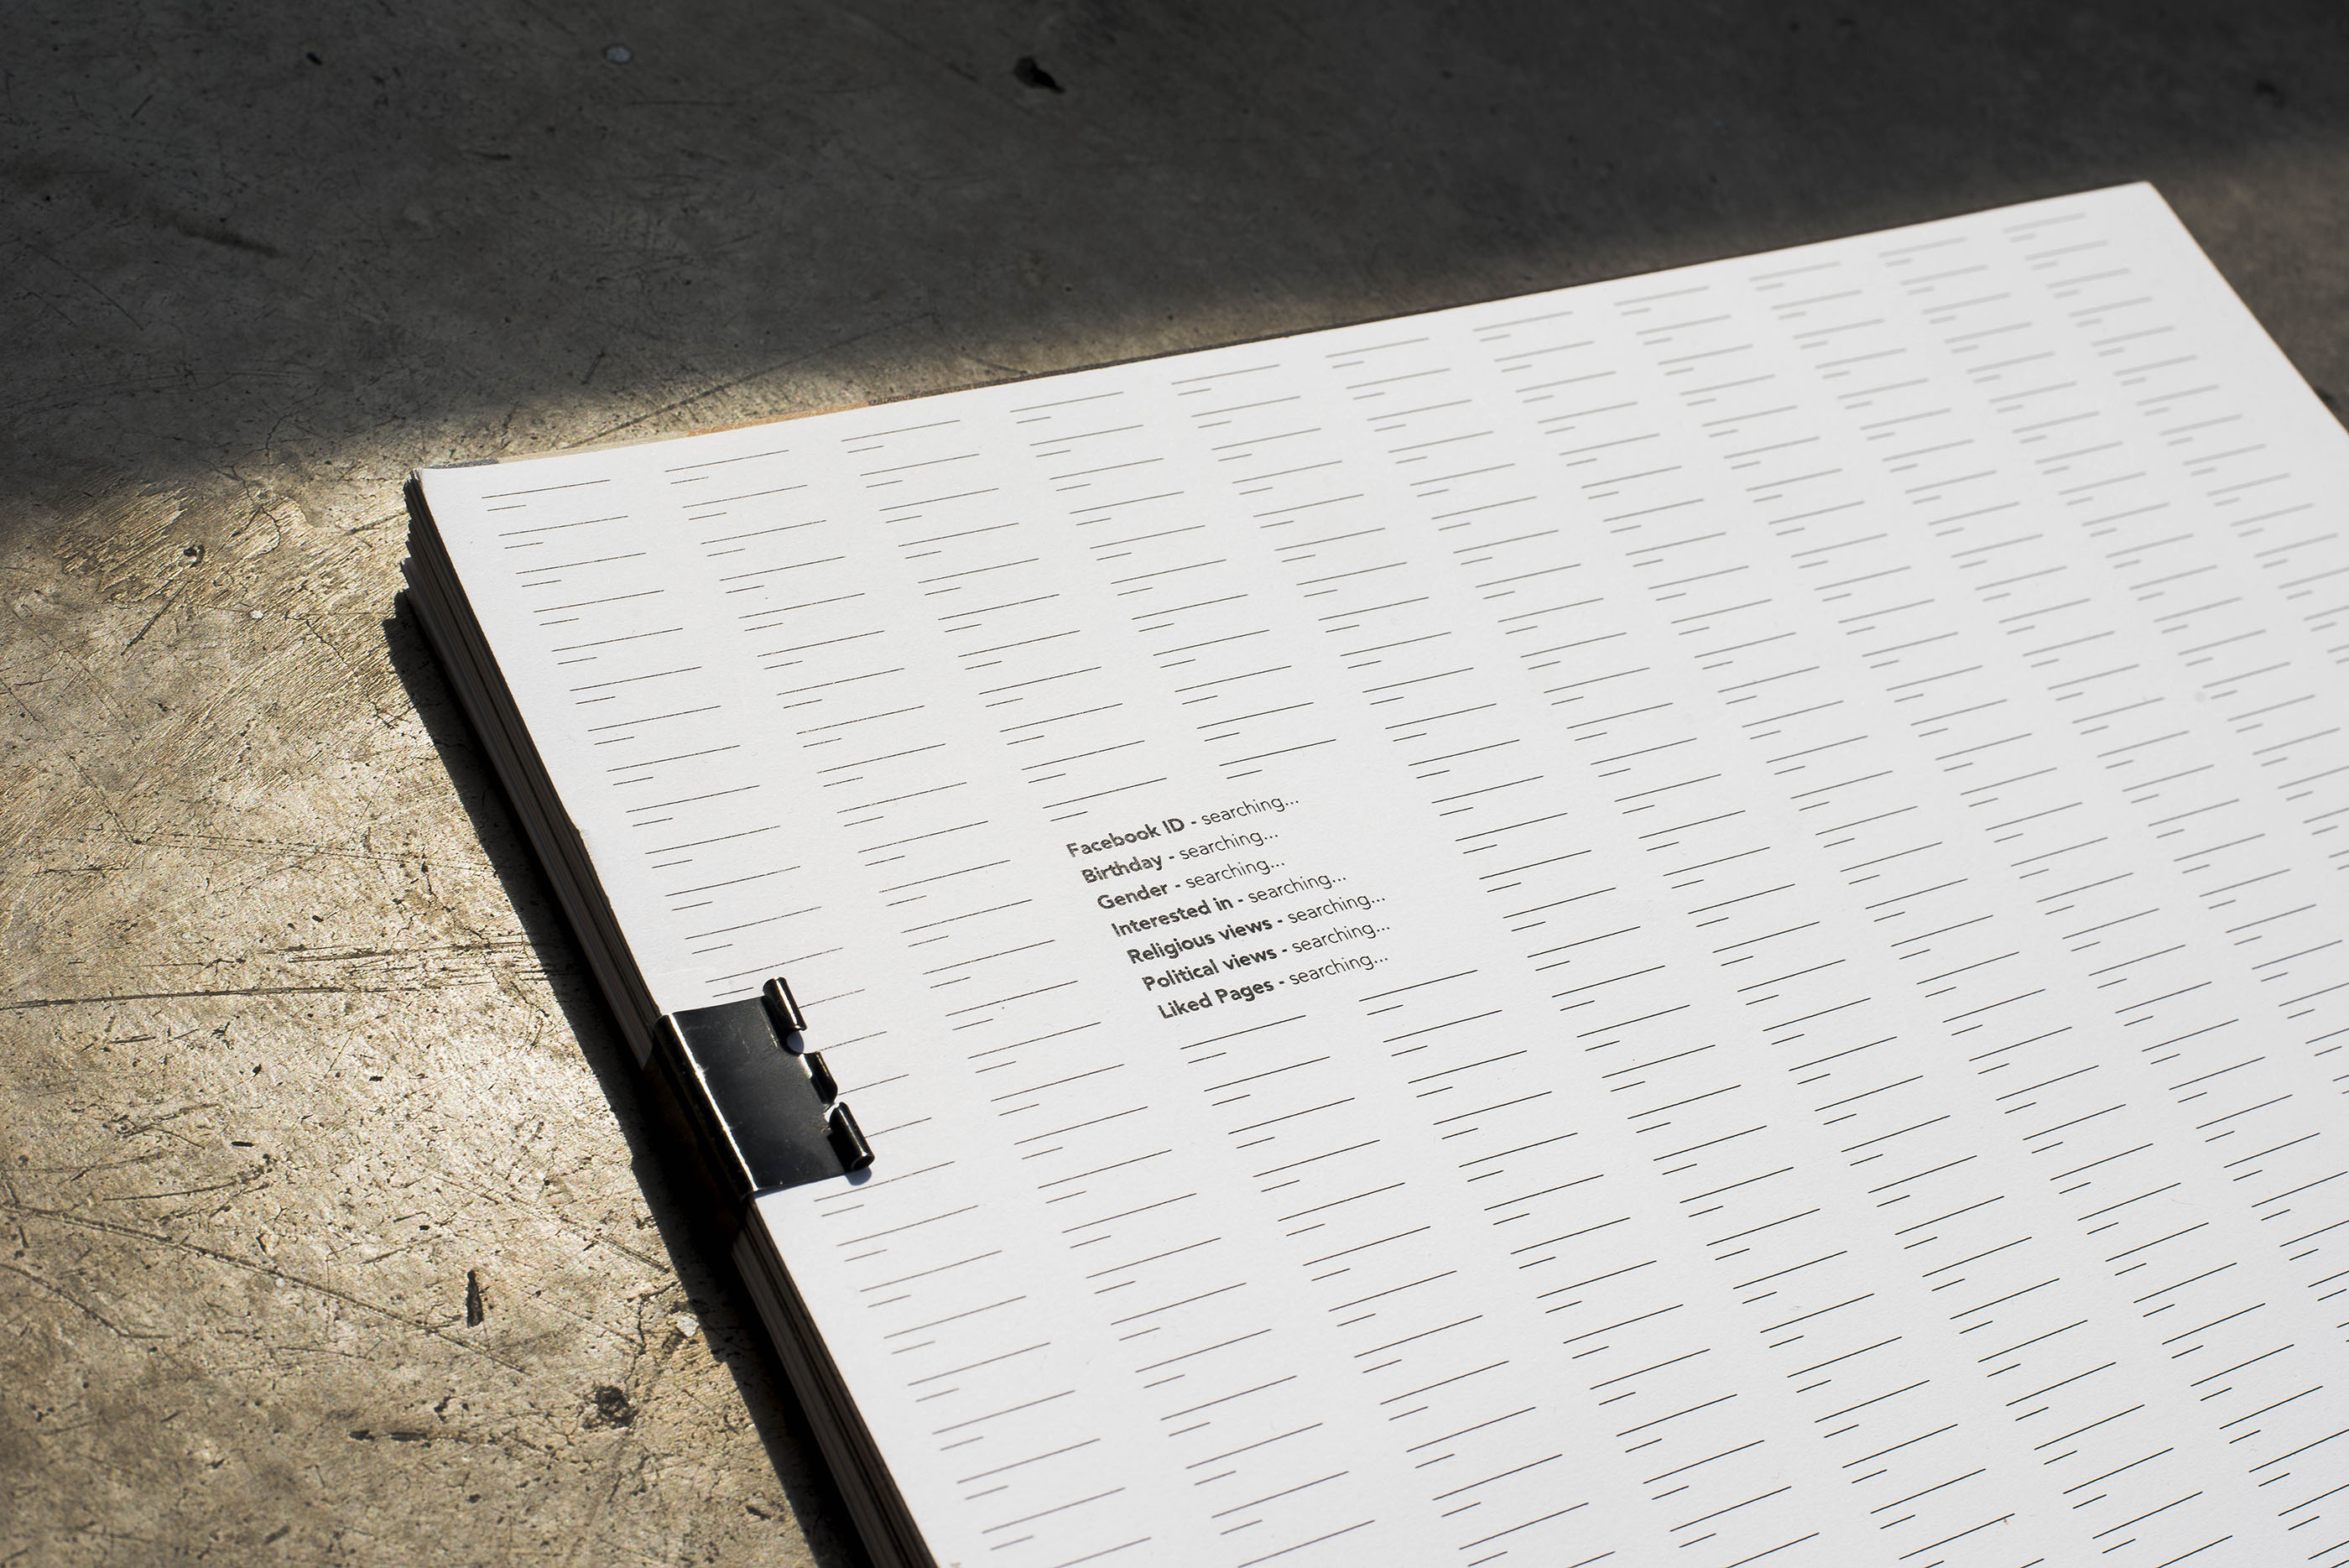 Facebook ID - searching...
Birthday - searching...
Gender - searching...
Interested in - searching...
Religious views - searching...
Political views - searching...
Liked Pages - searching...